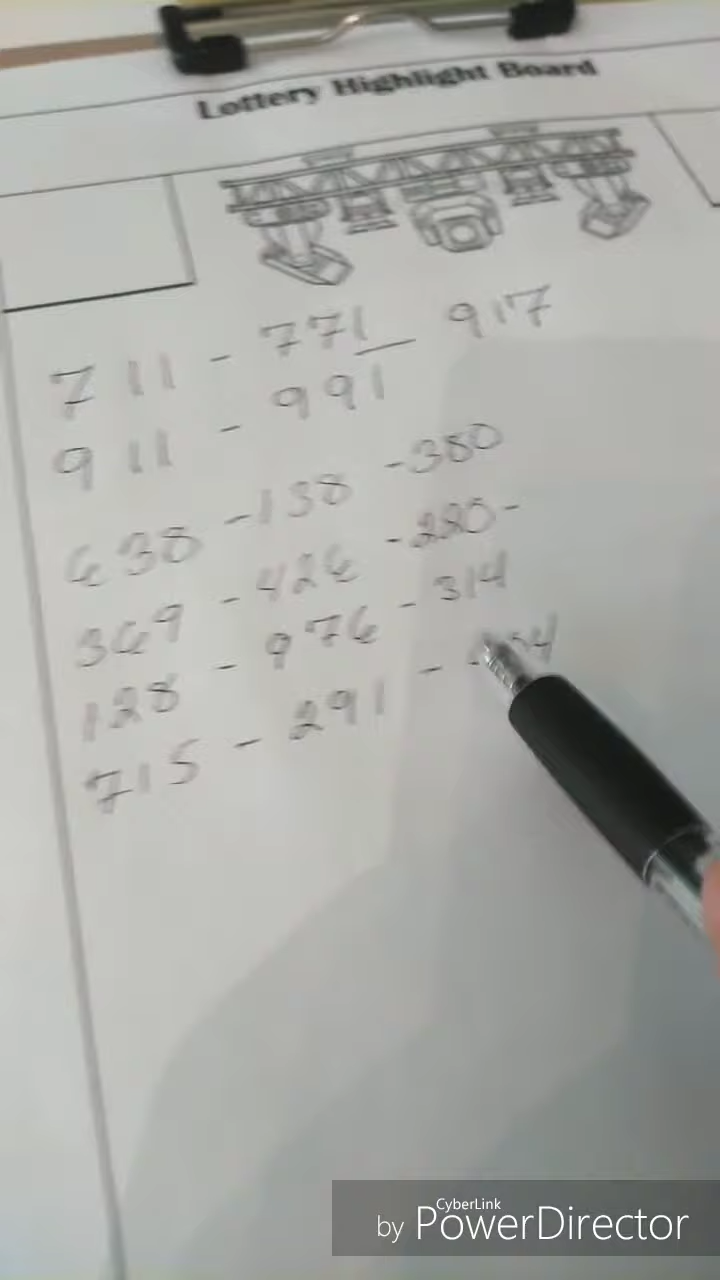 Lottery Highlight Board
711 - 771 - 917
911 - 991
638 - 138 - 380
369 - 426 - 220 -
128 - 976 - 314
715 - 291 -
by CyberLink PowerDirector